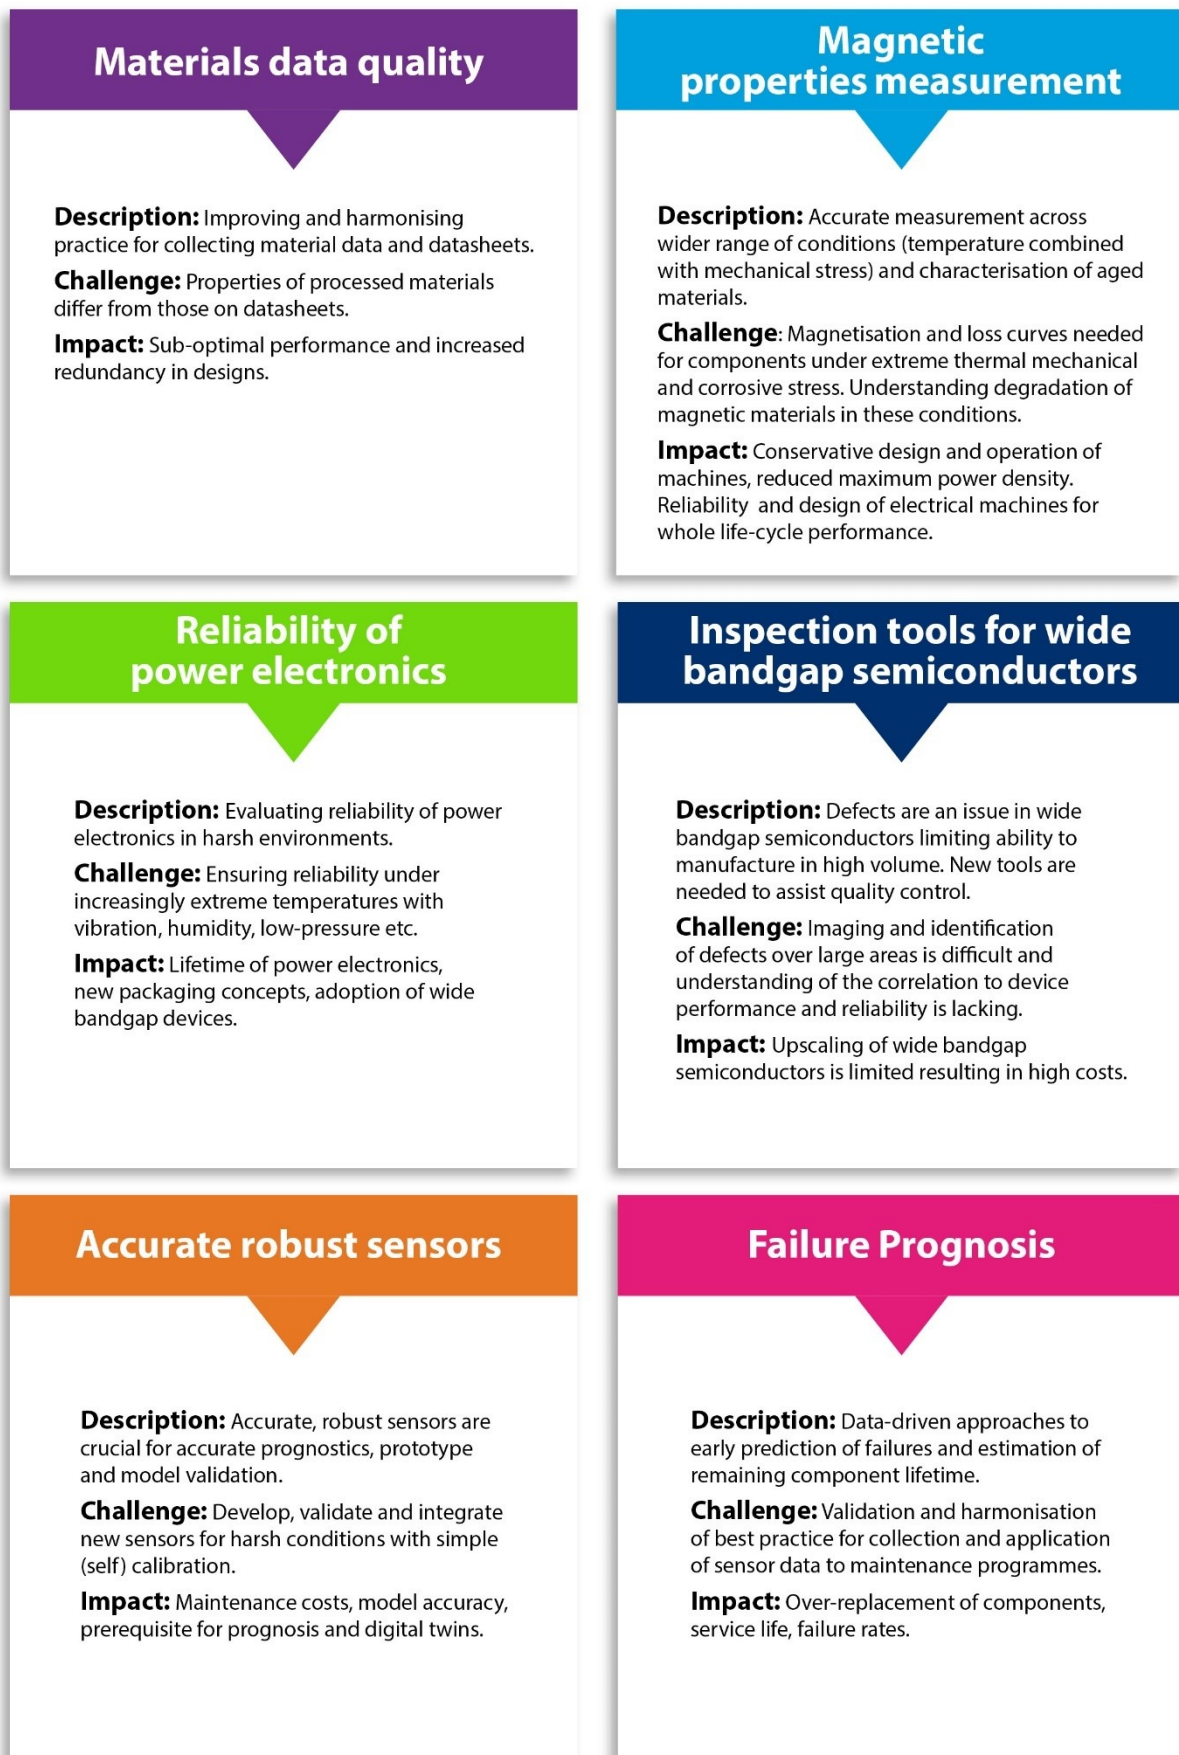 Materials data quality
Description: Improving and harmonising
practice for collecting material data and datasheets.
Challenge: Properties of processed materials
differ from those on datasheets.
Impact: Sub-optimal performance and increased
redundancy in designs.
Magnetic
properties measurement
Description: Accurate measurement across
wider range of conditions (temperature combined
with mechanical stress) and characterisation of aged
materials.
Challenge: Magnetisation and loss curves needed
for components under extreme thermal mechanical
and corrosive stress. Understanding degradation of
magnetic materials in these conditions.
Impact: Conservative design and operation of
machines, reduced maximum power density.
Reliability and design of electrical machines for
whole life-cycle performance.
Reliability of
power electronics
Description: Evaluating reliability of power
electronics in harsh environments.
Challenge: Ensuring reliability under
increasingly extreme temperatures with
vibration, humidity, low-pressure etc.
Impact: Lifetime of power electronics,
new packaging concepts, adoption of wide
bandgap devices.
Inspection tools for wide
bandgap semiconductors
Description: Defects are an issue in wide
bandgap semiconductors limiting ability to
manufacture in high volume. New tools are
needed to assist quality control.
Challenge: Imaging and identification
of defects over large areas is difficult and
understanding of the correlation to device
performance and reliability is lacking.
Impact: Upscaling of wide bandgap
semiconductors is limited resulting in high costs.
Accurate robust sensors
Description: Accurate, robust sensors are
crucial for accurate prognostics, prototype
and model validation.
Challenge: Develop, validate and integrate
new sensors for harsh conditions with simple
(self) calibration.
Impact: Maintenance costs, model accuracy,
prerequisite for prognosis and digital twins.
Failure Prognosis
Description: Data-driven approaches to
early prediction of failures and estimation of
remaining component lifetime.
Challenge: Validation and harmonisation
of best practice for collection and application
of sensor data to maintenance programmes.
Impact: Over-replacement of components,
service life, failure rates.